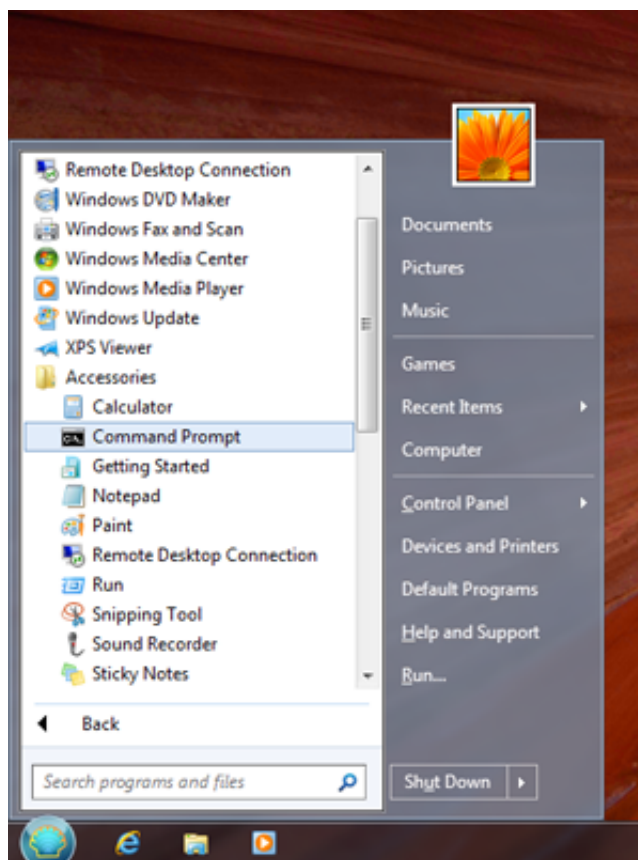 Remote Desktop Connection
Windows DVD Maker
Windows Fax and Scan
Windows Media Center
Windows Media Player
Windows Update
XPS Viewer
Accessories
Calculator
Command Prompt
Getting Started
Notepad
Paint
Remote Desktop Connection
Run
Snipping Tool
Sound Recorder
Sticky Notes
Back
Search programs and files
Documents
Pictures
Music
Games
Recent Items
Computer
Control Panel
Devices and Printers
Default Programs
Help and Support
Run...
Shut Down